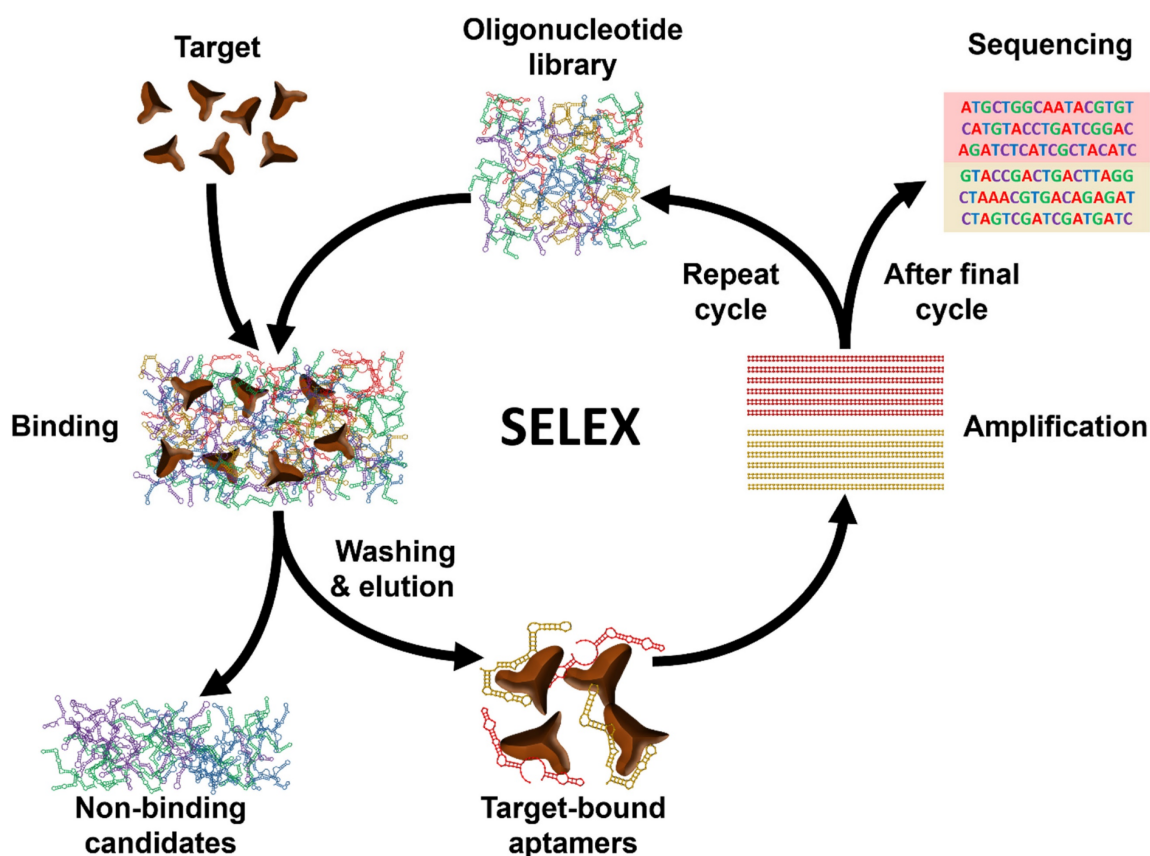 Target
Oligonucleotide
library
Sequencing
ATGCTGGCAATACGTGT
CATGTACCTGATCGGAC
AGATCTCATCGCTACATC
GTACCGACTGACTTAGG
CTAAACGTGACAGAGAT
CTAGTCGATCGATGATC
Repeat
cycle
After final
cycle
Binding
SELEX
Amplification
Washing
& elution
Non-binding
candidates
Target-bound
aptamers